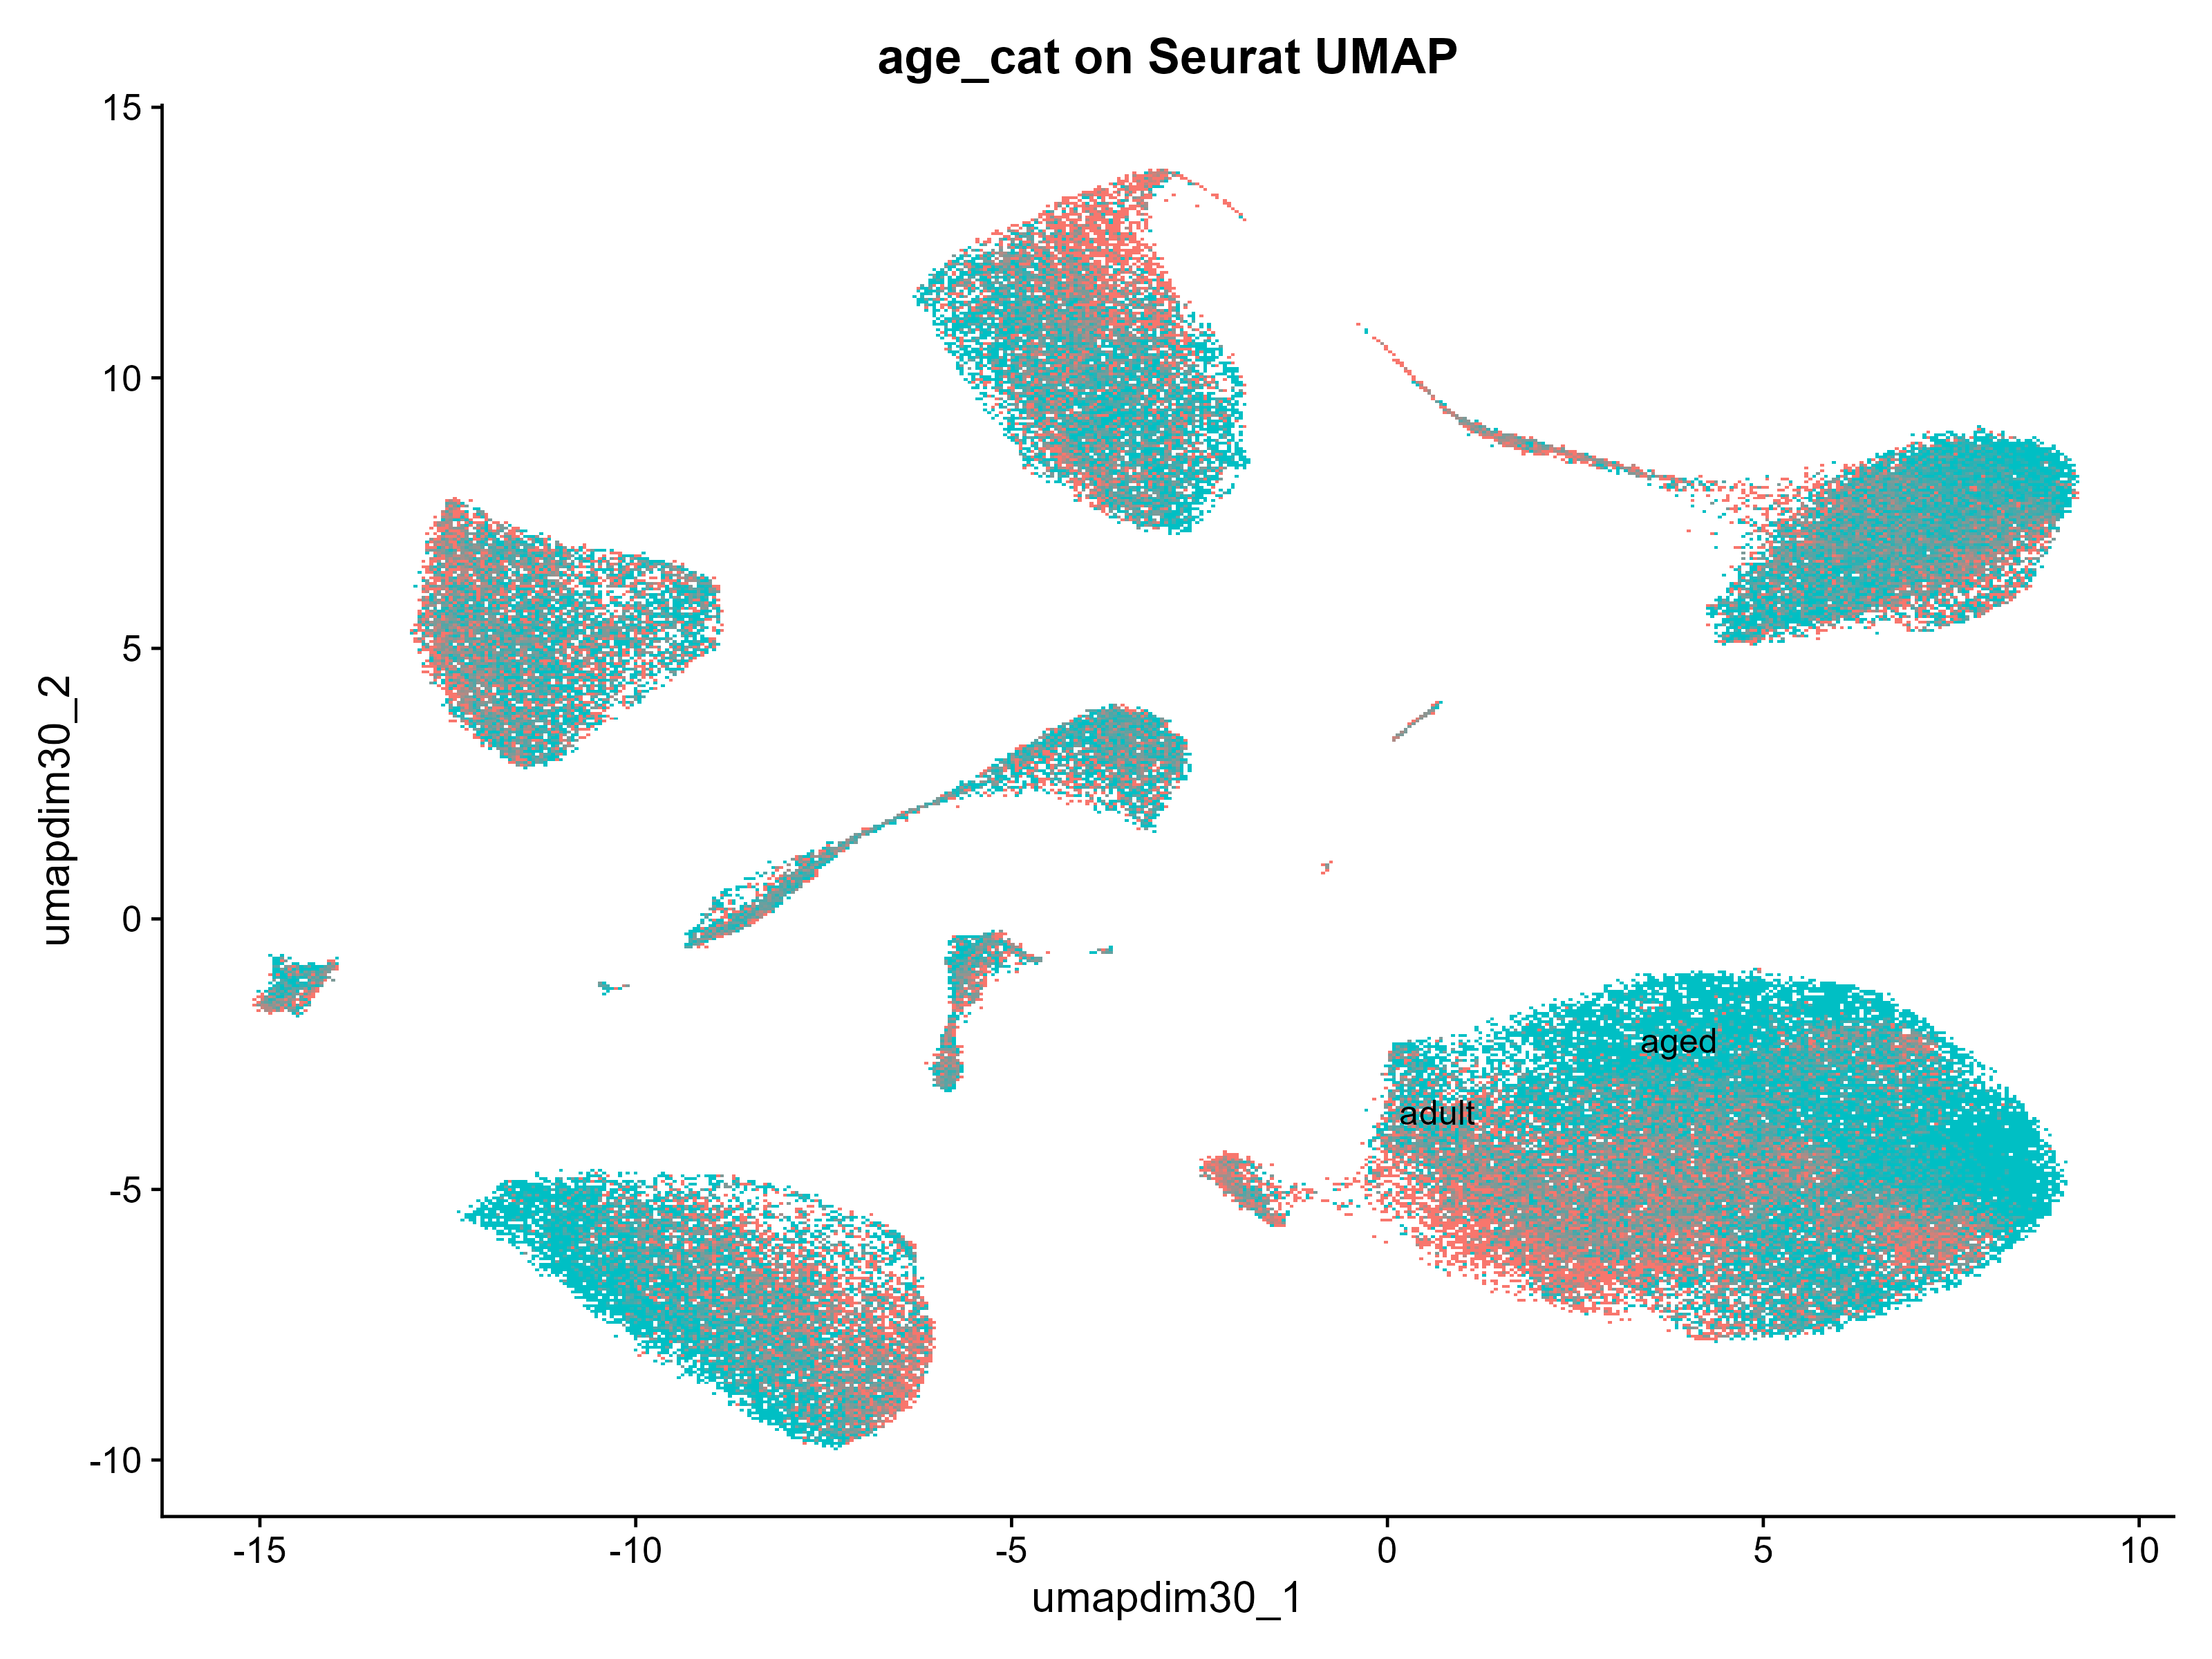 age_cat on Seurat UMAP
15
10
5
0
-5
-10
umapdim30_2
aged
adult
-15 -10 -5 0 5 10
umapdim30_1